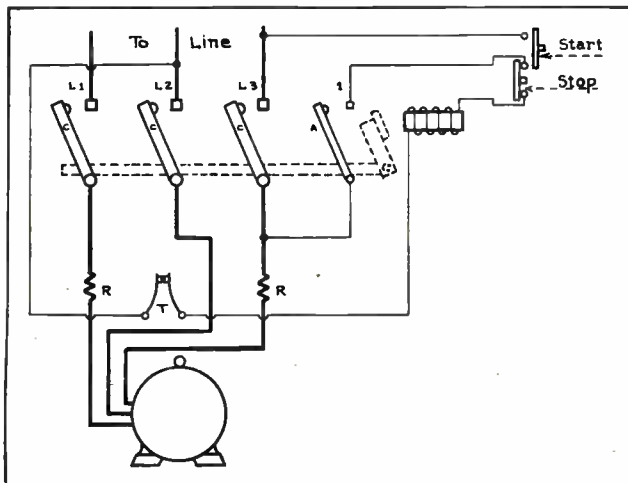 To Line
Start
Stop
L1 L2 L3 1
C C C A
R R
T